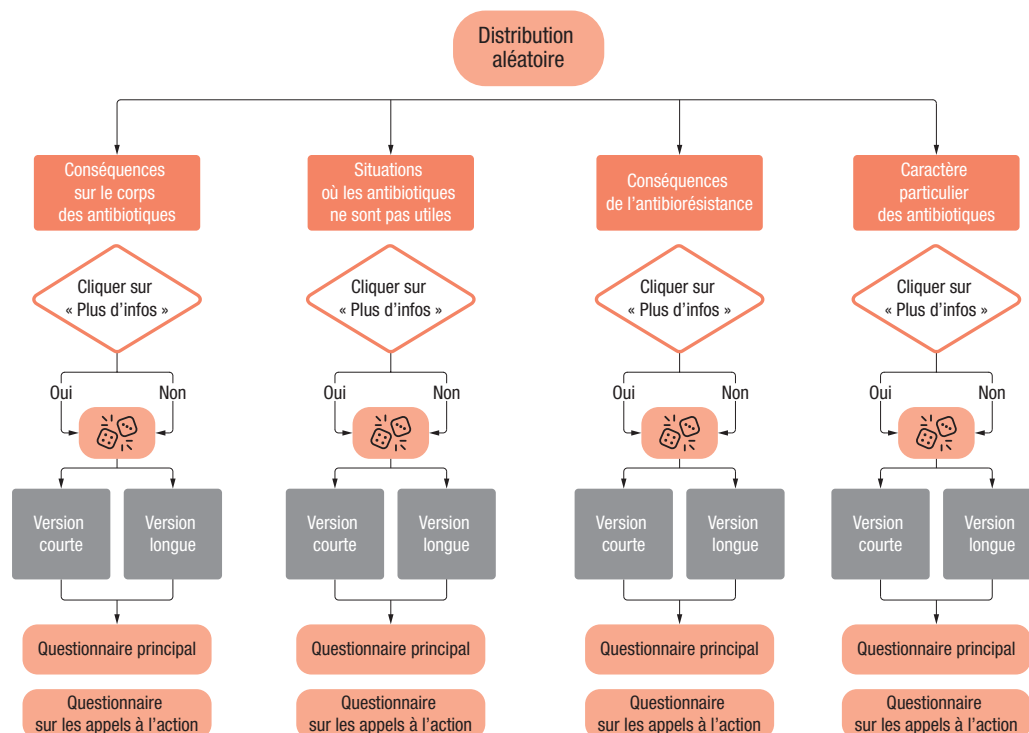 Distribution
aléatoire
Conséquences
sur le corps
des antibiotiques
Situations
où les antibiotiques
ne sont pas utiles
Conséquences
de l'antibiorésistance
Caractère
particulier
des antibiotiques
Cliquer sur
« Plus d'infos »
Cliquer sur
« Plus d'infos »
Cliquer sur
« Plus d'infos »
Cliquer sur
« Plus d'infos »
Oui
Non
Oui
Non
Oui
Non
Oui
Non
Version
courte
Version
longue
Version
courte
Version
longue
Version
courte
Version
longue
Version
courte
Version
longue
Questionnaire principal
Questionnaire principal
Questionnaire principal
Questionnaire principal
Questionnaire
sur les appels à l'action
Questionnaire
sur les appels à l'action
Questionnaire
sur les appels à l'action
Questionnaire
sur les appels à l'action